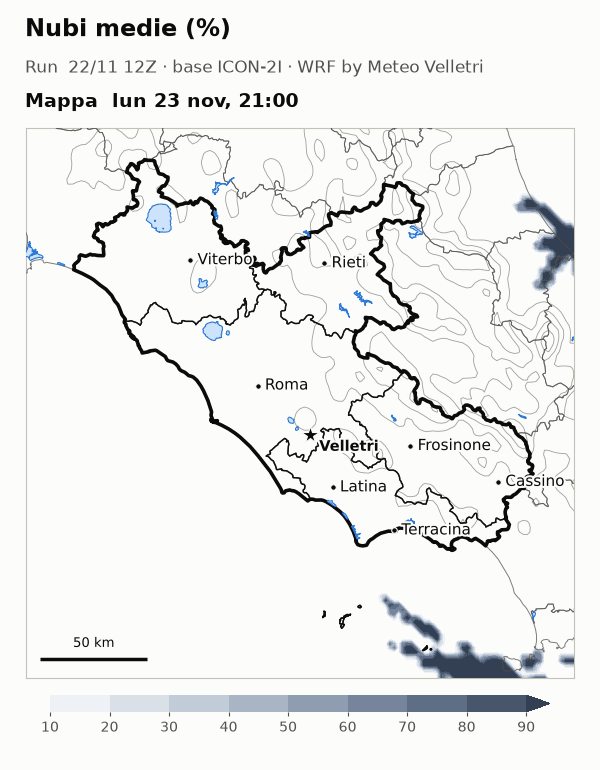 Nubi medie (%)
Run  22/11 12Z · base ICON-2I · WRF by Meteo Velletri
Mappa  lun 23 nov, 21:00
Viterbo
Rieti
Roma
Velletri
Frosinone
Latina
Cassino
Terracina
50 km
10 20 30 40 50 60 70 80 90